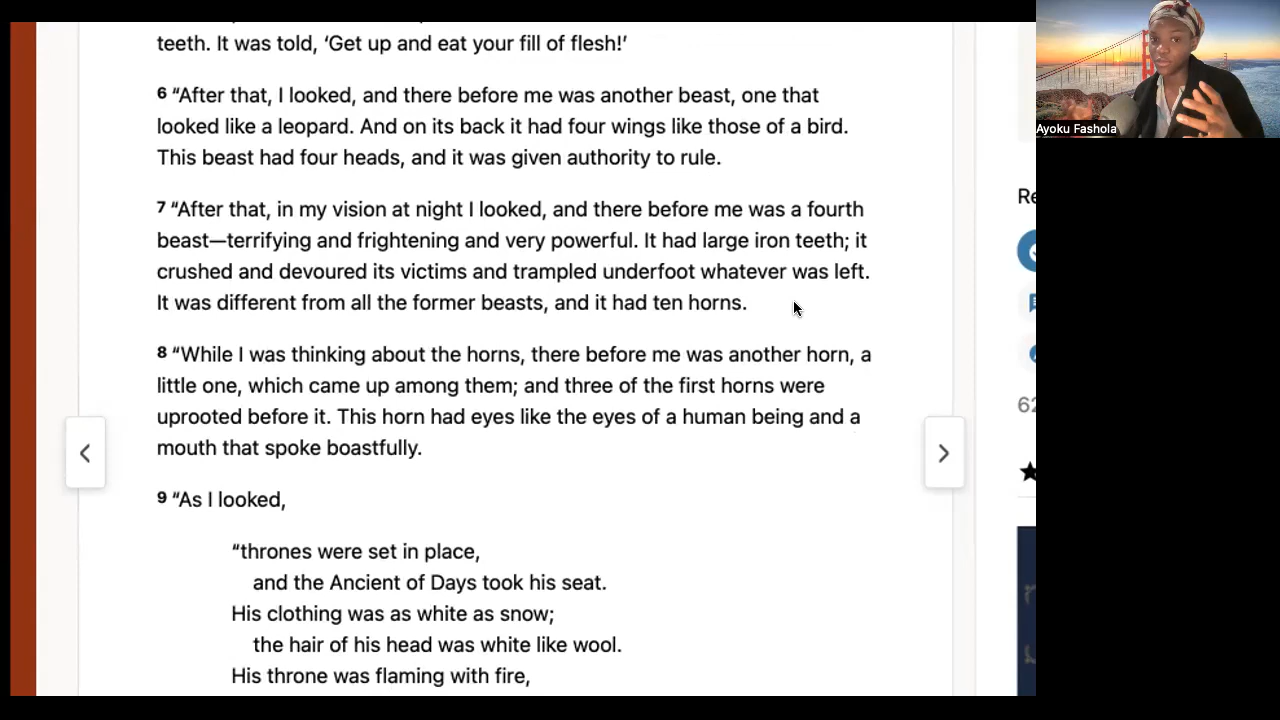 teeth. It was told, ‘Get up and eat your fill of flesh!’
6 “After that, I looked, and there before me was another beast, one that
looked like a leopard. And on its back it had four wings like those of a bird.
This beast had four heads, and it was given authority to rule.
7 “After that, in my vision at night I looked, and there before me was a fourth
beast—terrifying and frightening and very powerful. It had large iron teeth; it
crushed and devoured its victims and trampled underfoot whatever was left.
It was different from all the former beasts, and it had ten horns.
8 “While I was thinking about the horns, there before me was another horn, a
little one, which came up among them; and three of the first horns were
uprooted before it. This horn had eyes like the eyes of a human being and a
mouth that spoke boastfully.
9 “As I looked,
“thrones were set in place,
and the Ancient of Days took his seat.
His clothing was as white as snow;
the hair of his head was white like wool.
His throne was flaming with fire,
Ayoku Fashola
Re
62